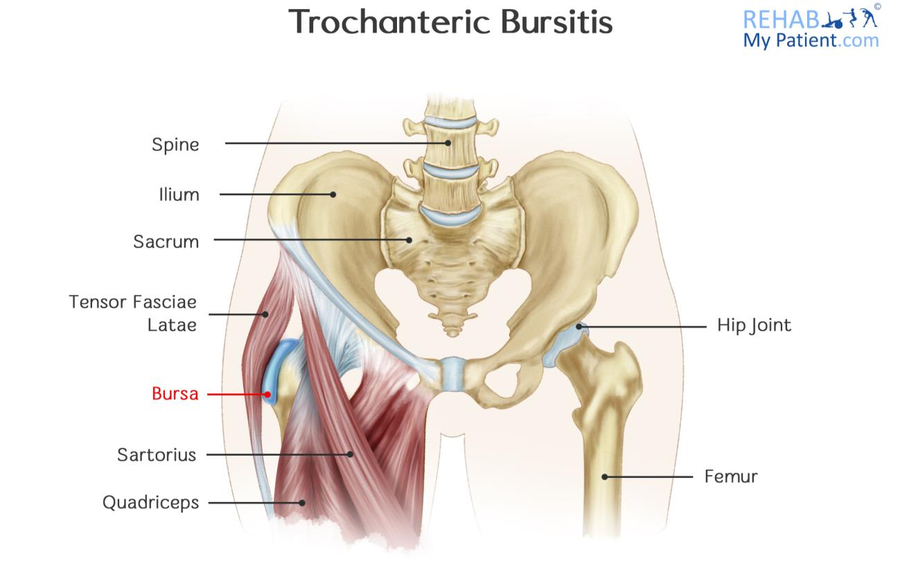 Trochanteric Bursitis
REHAB
©
My Patient.com
Spine
Ilium
Sacrum
Tensor Fasciae
Latae
Hip Joint
Bursa
Sartorius
Femur
Quadriceps